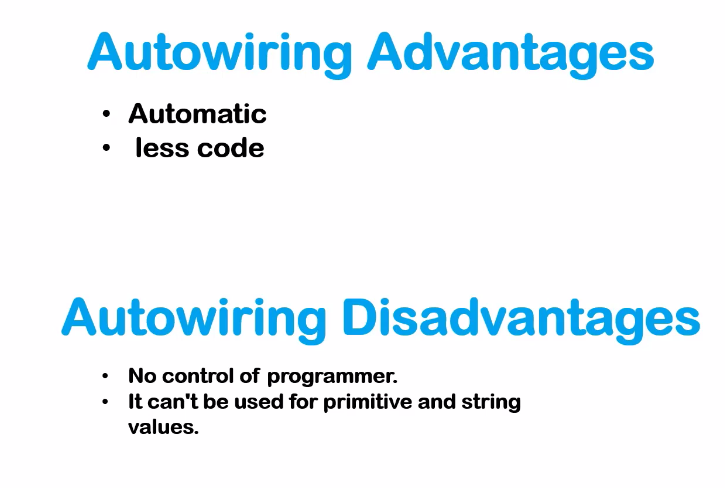 Autowiring Advantages
• Automatic
• less code
Autowiring Disadvantages
• No control of programmer.
• It can't be used for primitive and string
values.